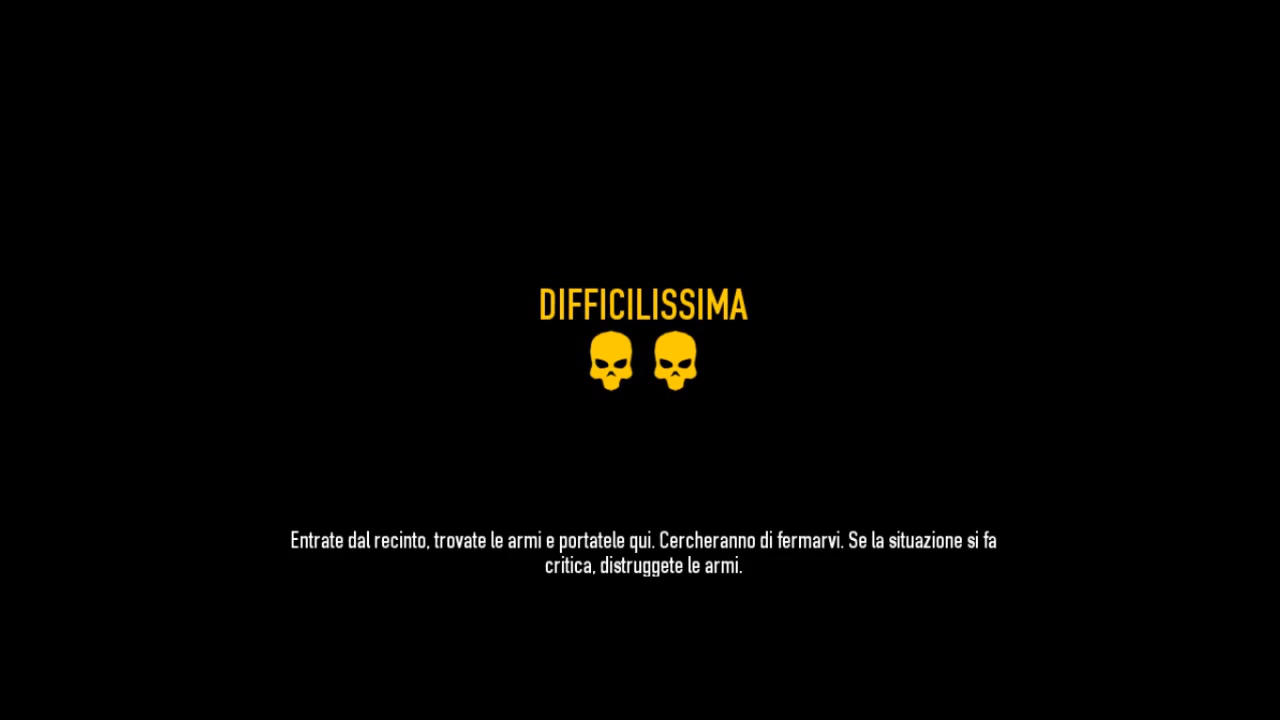 DIFFICILISSIMA
Entrate dal recinto, trovate le armi e portatele qui. Cercheranno di fermarvi. Se la situazione si fa
critica, distruggete le armi.